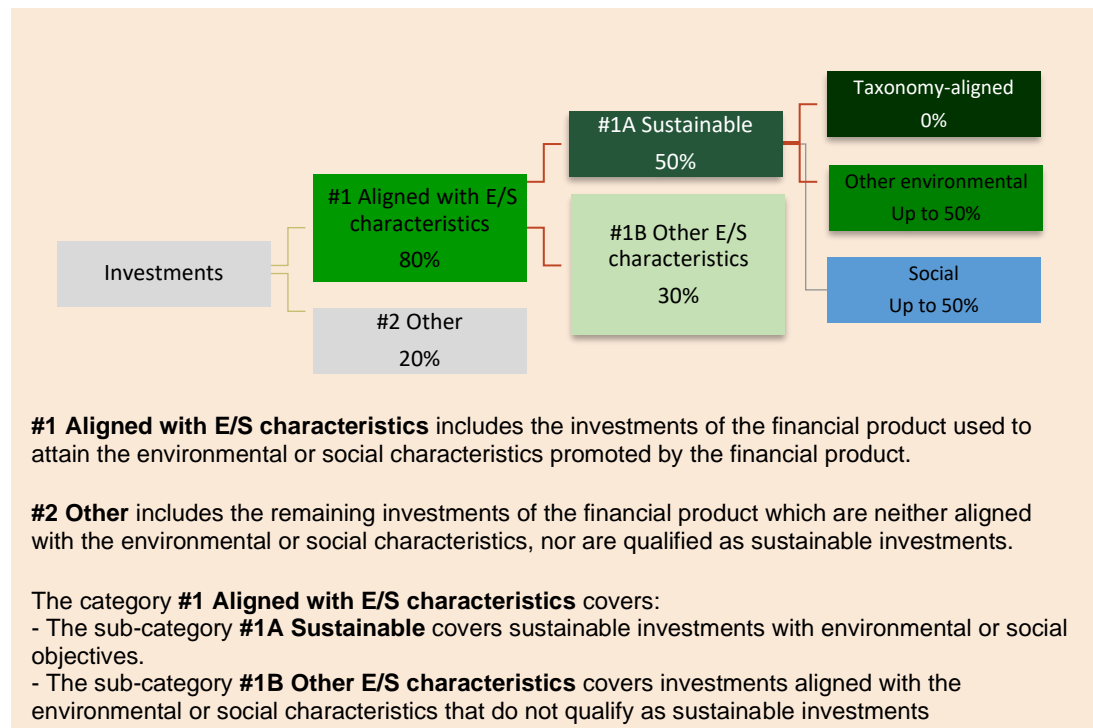 Taxonomy-aligned
0%
#1A Sustainable
50%
Other environmental
Up to 50%
#1 Aligned with E/S
characteristics
80%
#1B Other E/S
characteristics
30%
Investments
Social
Up to 50%
#2 Other
20%
#1 Aligned with E/S characteristics includes the investments of the financial product used to
attain the environmental or social characteristics promoted by the financial product.
#2 Other includes the remaining investments of the financial product which are neither aligned
with the environmental or social characteristics, nor are qualified as sustainable investments.
The category #1 Aligned with E/S characteristics covers:
- The sub-category #1A Sustainable covers sustainable investments with environmental or social
objectives.
- The sub-category #1B Other E/S characteristics covers investments aligned with the
environmental or social characteristics that do not qualify as sustainable investments